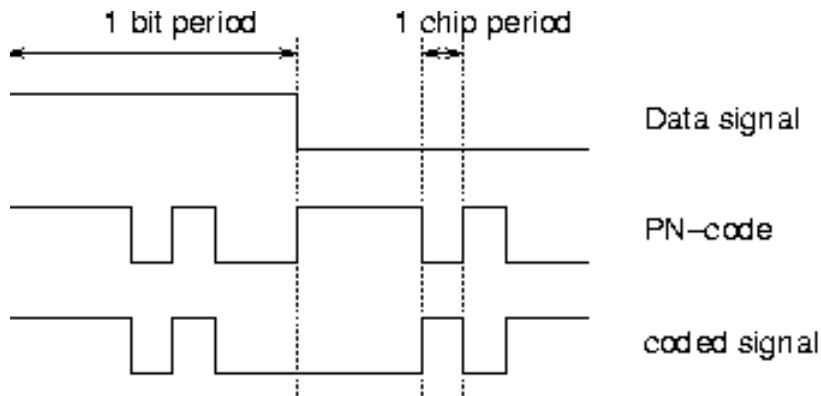 1 bit period
1 chip period
Data signal
PN-code
coded signal